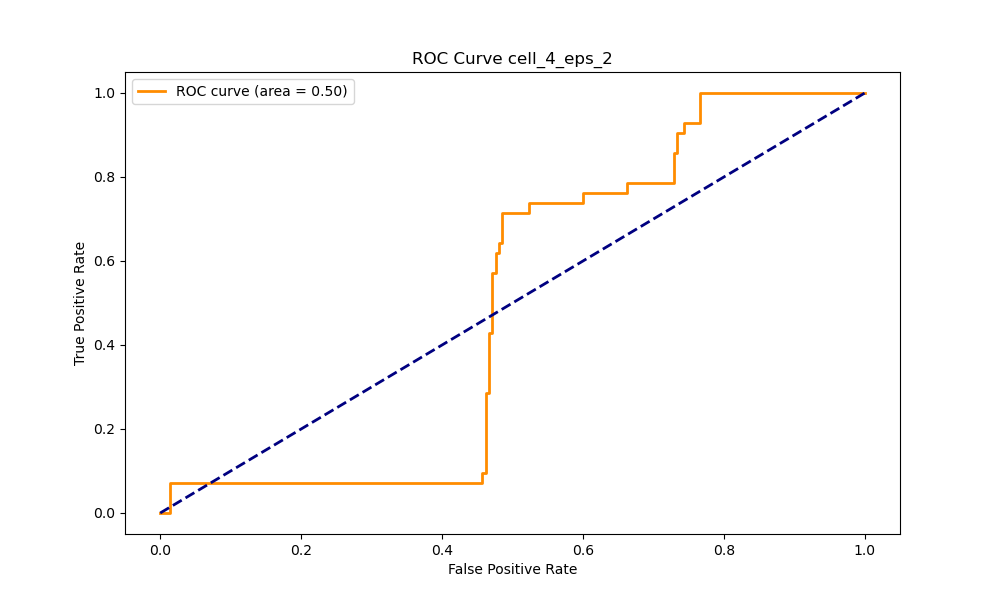 ROC Curve cell_4_eps_2
ROC curve (area = 0.50)
1.0
0.8
0.6
0.4
0.2
0.0
True Positive Rate
0.0 0.2 0.4 0.6 0.8 1.0
False Positive Rate